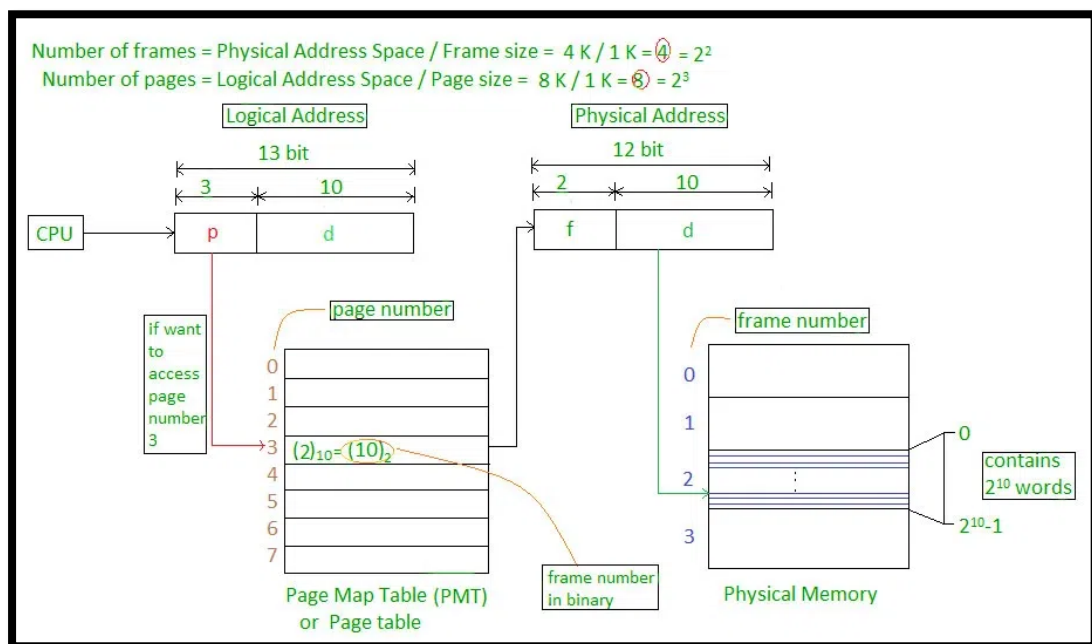 Number of frames = Physical Address Space / Frame size = 4 K / 1 K = 4 = 2²
Number of pages = Logical Address Space / Page size = 8 K / 1 K = 8 = 2³
Logical Address
Physical Address
13 bit
12 bit
3
10
2
10
CPU
p
d
f
d
if want
to
access
page
number
3
page number
frame number
0
1
2
3
4
5
6
7
(2)₁₀= (10)₂
0
1
2
3
0
contains
2¹⁰ words
2¹⁰-1
frame number
in binary
Page Map Table (PMT)
or Page table
Physical Memory